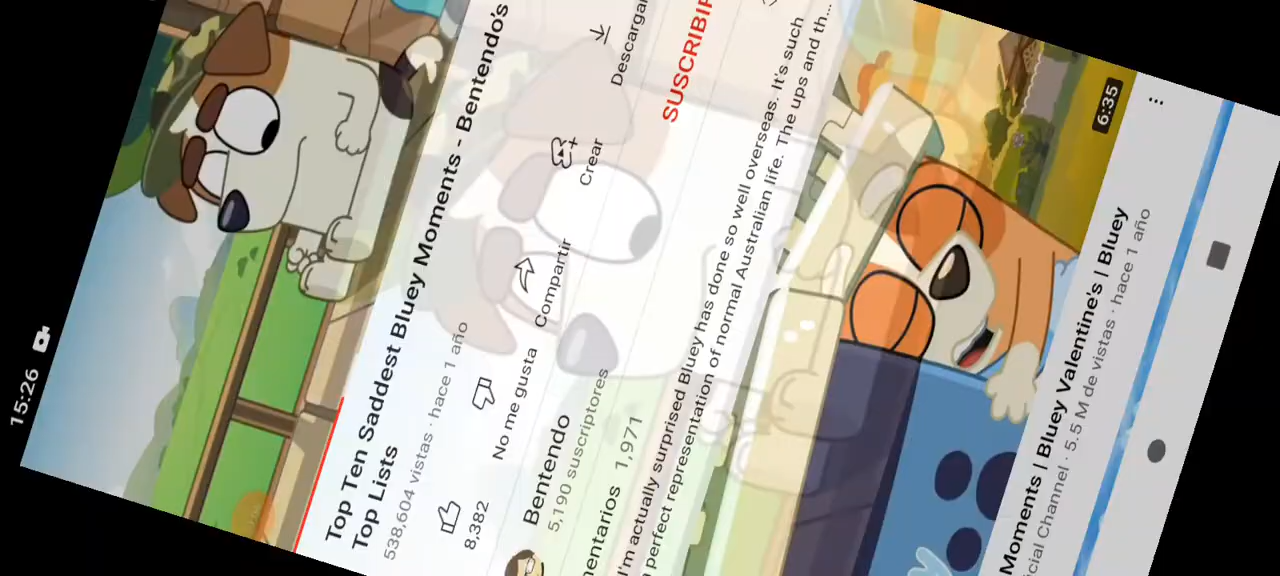 15:26
Top Ten Saddest Bluey Moments - Bentendo's
Top Lists
538,604 vistas · hace 1 año
8,382
No me gusta
Compartir
Crear
Descargar
Bentendo
5,190 suscriptores
SUSCRIBIR
mentarios 1,971
I'm actually surprised Bluey has done so well overseas. It's such
perfect representation of normal Australian life. The ups and th...
6:35
Moments | Bluey Valentine's | Bluey
cial Channel · 5.5 M de vistas · hace 1 año